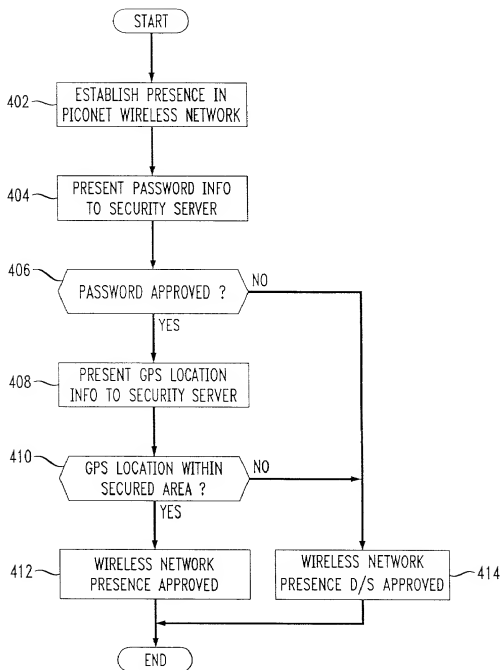 START
402
ESTABLISH PRESENCE IN
PICONET WIRELESS NETWORK
404
PRESENT PASSWORD INFO
TO SECURITY SERVER
406
PASSWORD APPROVED ?
NO
YES
408
PRESENT GPS LOCATION
INFO TO SECURITY SERVER
410
GPS LOCATION WITHIN
SECURED AREA ?
NO
YES
412
WIRELESS NETWORK
PRESENCE APPROVED
WIRELESS NETWORK
PRESENCE D/S APPROVED
414
END